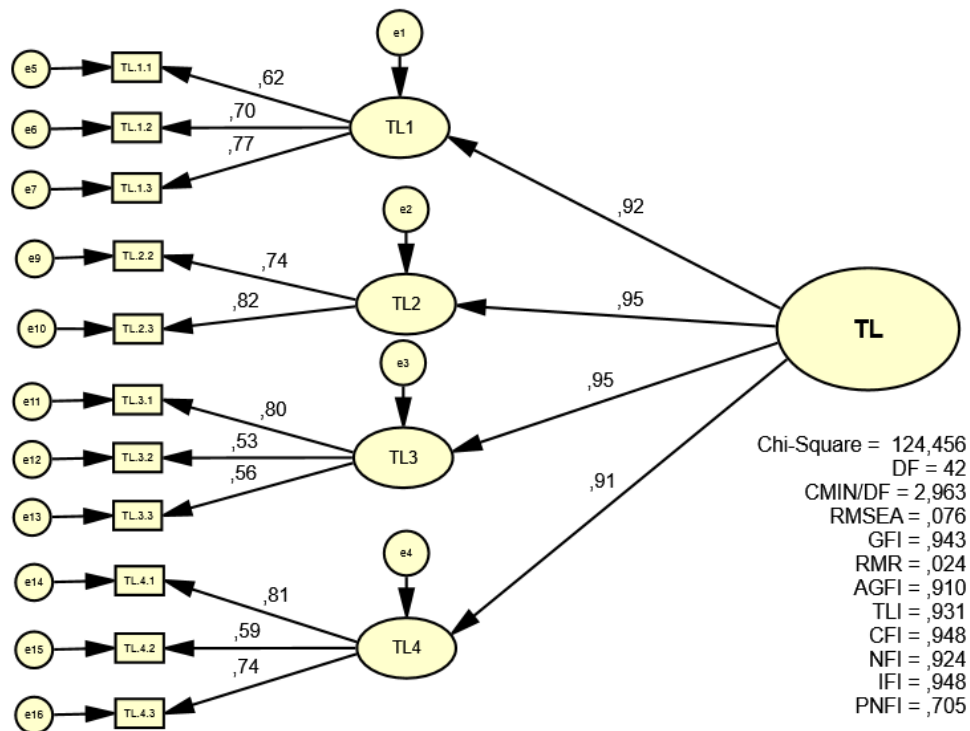 e1
e5
TL.1.1
,62
e6
TL.1.2
,70
TL1
e7
TL.1.3
,77
,92
e2
e9
TL.2.2
,74
TL2
,95
e10
TL.2.3
,82
TL
e3
e11
TL.3.1
,80
,95
e12
TL.3.2
,53
TL3
e13
TL.3.3
,56
,91
e4
e14
TL.4.1
,81
e15
TL.4.2
,59
TL4
e16
TL.4.3
,74
Chi-Square = 124,456
DF = 42
CMIN/DF = 2,963
RMSEA = ,076
GFI = ,943
RMR = ,024
AGFI = ,910
TLI = ,931
CFI = ,948
NFI = ,924
IFI = ,948
PNFI = ,705